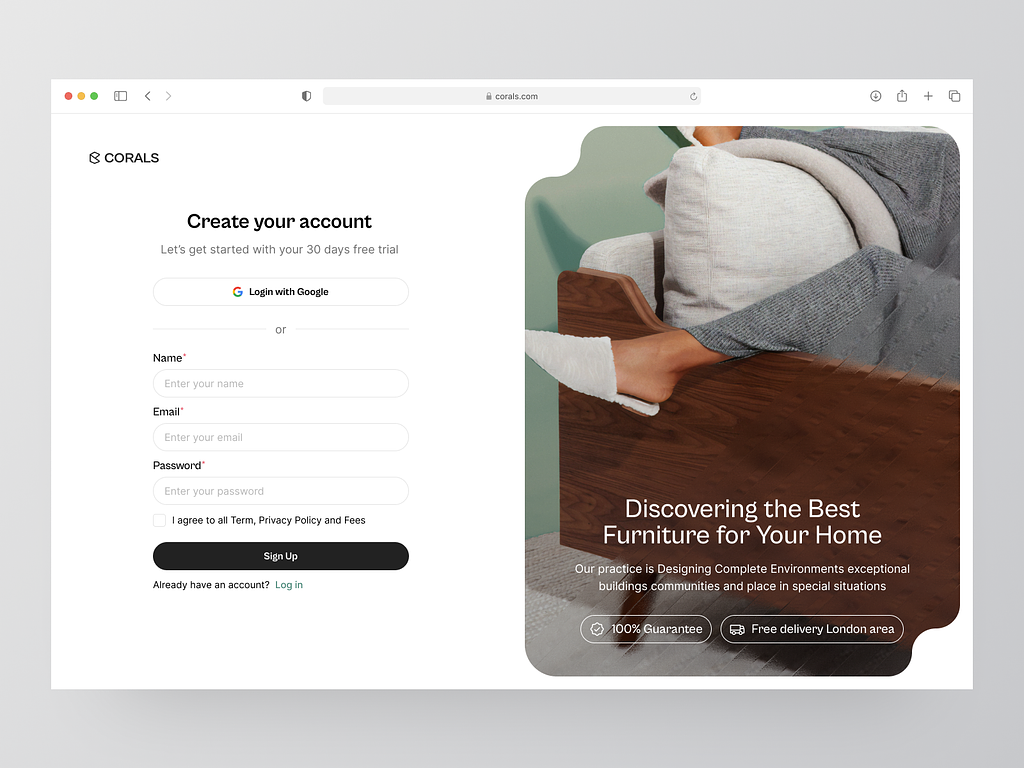 corals.com
CORALS
Create your account
Let's get started with your 30 days free trial
Login with Google
or
Name*
Enter your name
Email*
Enter your email
Password*
Enter your password
I agree to all Term, Privacy Policy and Fees
Sign Up
Already have an account? Log in
Discovering the Best
Furniture for Your Home
Our practice is Designing Complete Environments exceptional
buildings communities and place in special situations
100% Guarantee
Free delivery London area